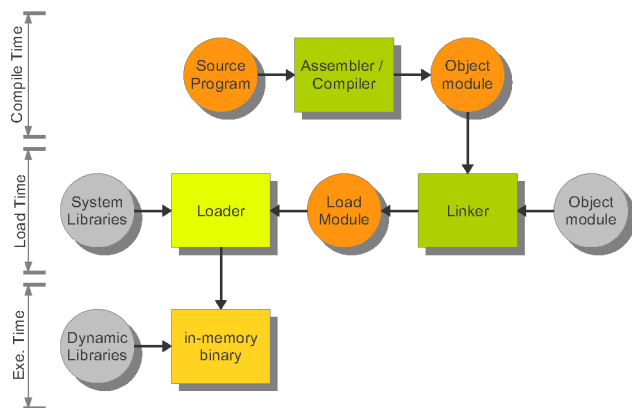 Compile Time
Source
Program
Assembler /
Compiler
Object
module
Load Time
System
Libraries
Loader
Load
Module
Linker
Object
module
Exe. Time
Dynamic
Libraries
in-memory
binary